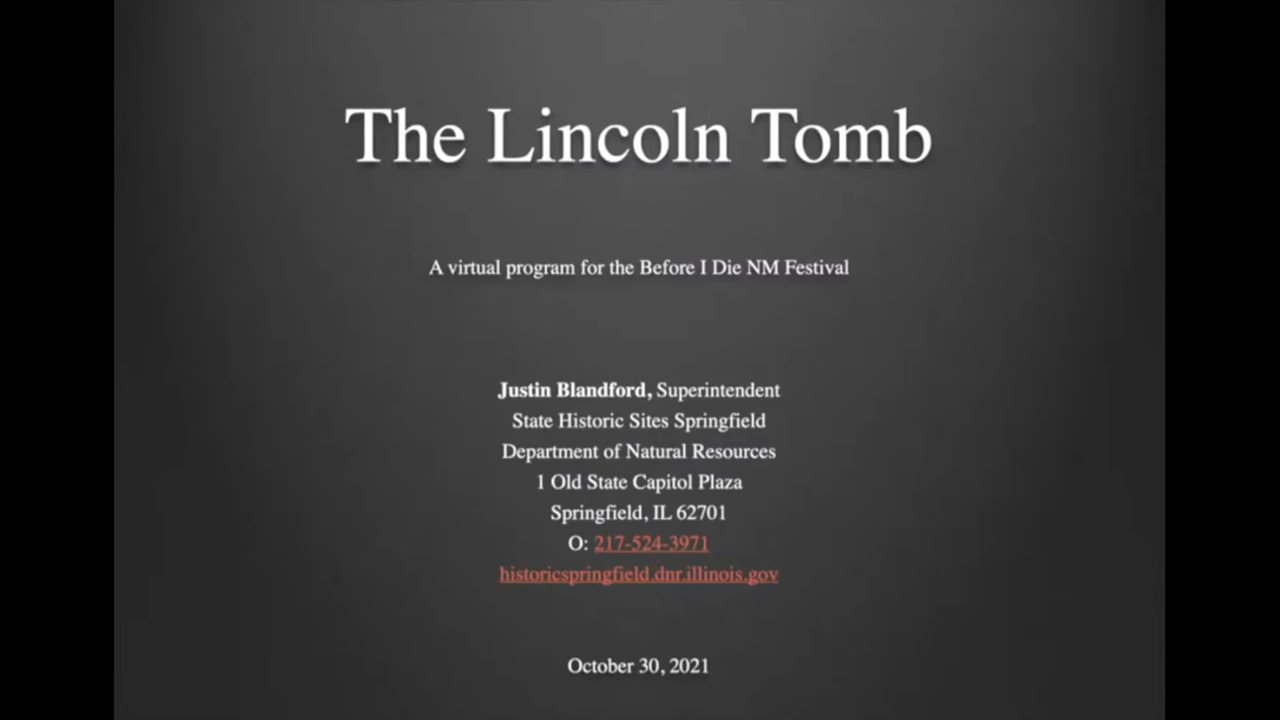 The Lincoln Tomb
A virtual program for the Before I Die NM Festival
Justin Blandford, Superintendent
State Historic Sites Springfield
Department of Natural Resources
1 Old State Capitol Plaza
Springfield, IL 62701
O: 217-524-3971
historicspringfield.dnr.illinois.gov
October 30, 2021